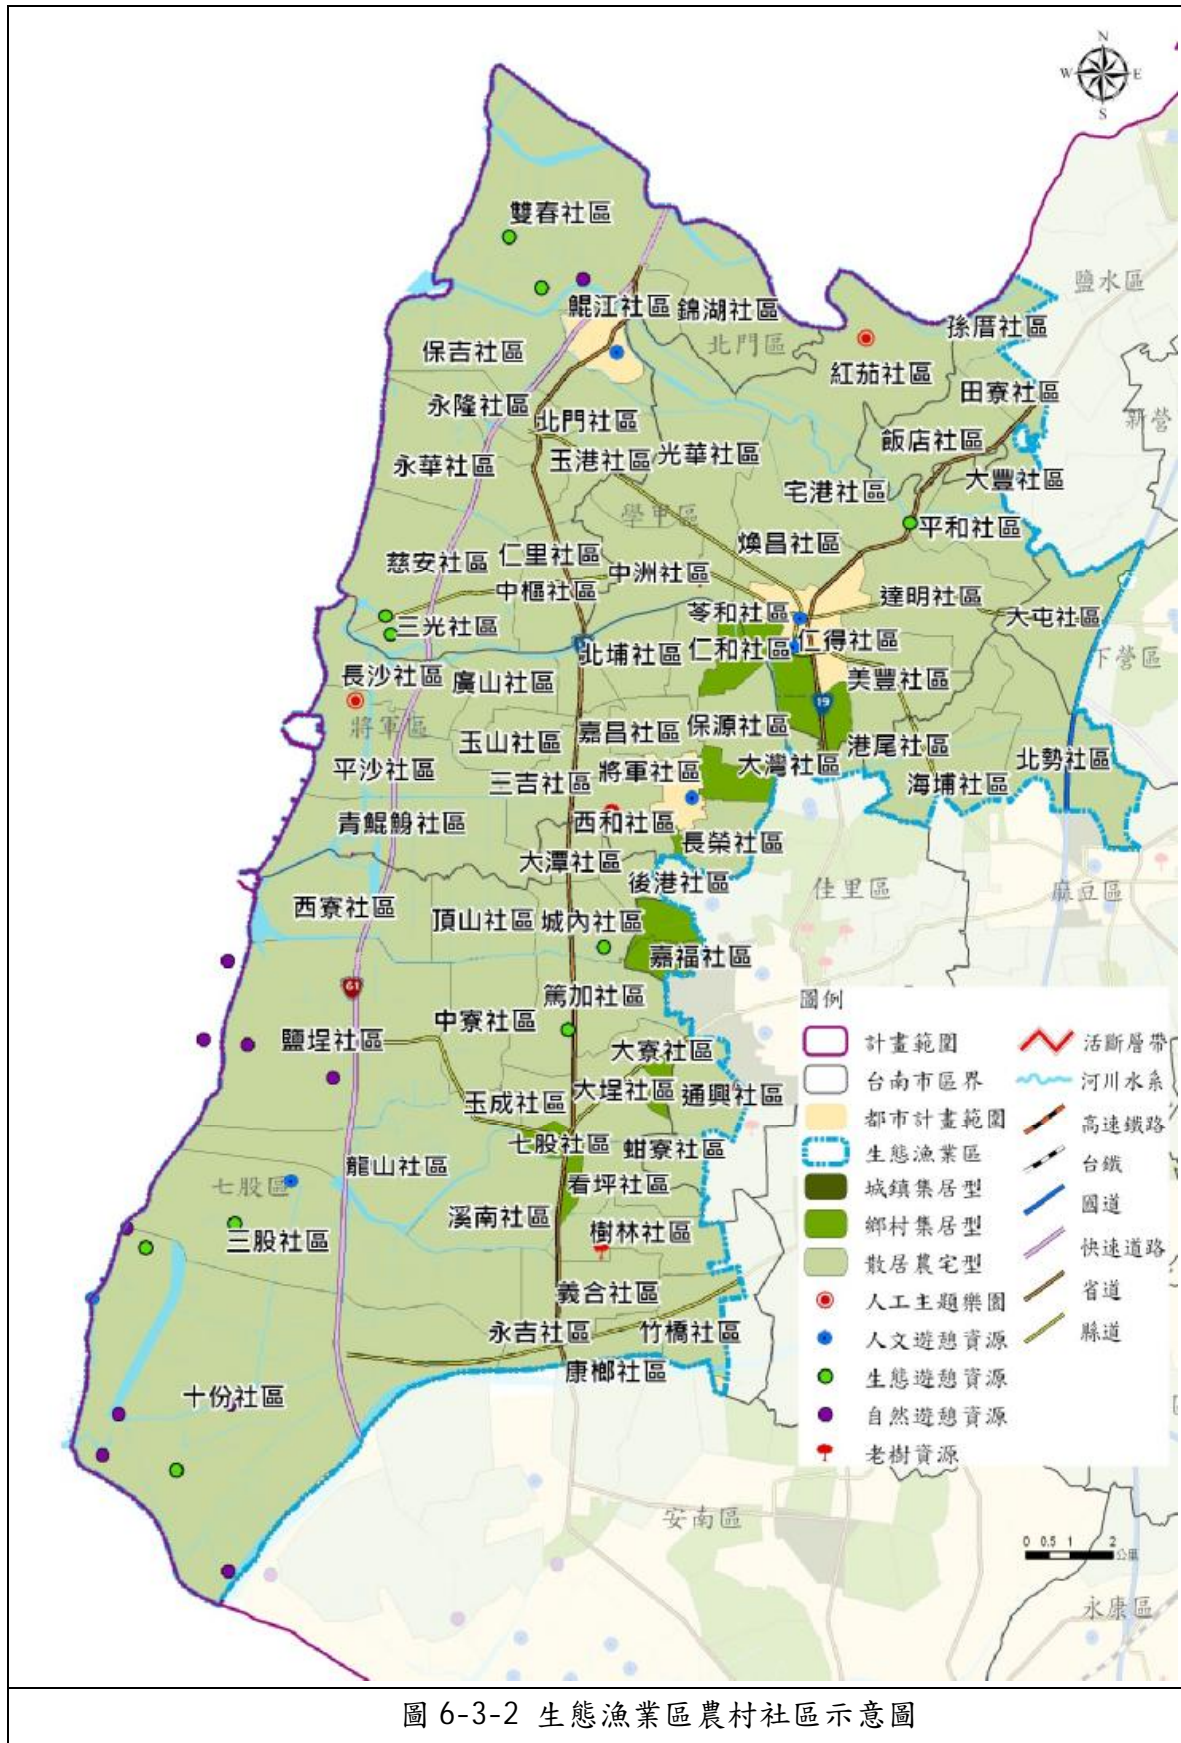 N
W E
S
雙春社區
鹽水區
鯤江社區
錦湖社區
孫厝社區
北門區
保吉社區
紅茄社區
田寮社區
永隆社區
北門社區
新營
飯店社區
玉港社區
光華社區
永華社區
大豐社區
宅港社區
學甲區
平和社區
煥昌社區
慈安社區
仁里社區
中洲社區
中樞社區
達明社區
苓和社區
大屯社區
三光社區
仁得社區
北埔社區
仁和社區
下營區
長沙社區
廣山社區
美豐社區
19
將軍區
嘉昌社區
保源社區
玉山社區
港尾社區
北勢社區
平沙社區
將軍社區
大灣社區
三吉社區
海埔社區
青鯤鯓社區
西和社區
長榮社區
大潭社區
後港社區
佳里區
麻豆區
西寮社區
頂山社區
城內社區
嘉福社區
61
篤加社區
中寮社區
鹽埕社區
大寮社區
大埕社區
通興社區
玉成社區
七股社區
蚶寮社區
龍山社區
七股區
看坪社區
溪南社區
樹林社區
三股社區
義合社區
永吉社區
竹橋社區
康榔社區
十份社區
安南區
永康區
圖例
計畫範圍
台南市區界
都市計畫範圍
生態漁業區
城鎮集居型
鄉村集居型
散居農宅型
人工主題樂園
人文遊憩資源
生態遊憩資源
自然遊憩資源
老樹資源
活斷層帶
河川水系
高速鐵路
台鐵
國道
快速道路
省道
縣道
0 0.5 1 2
公里
圖 6-3-2 生態漁業區農村社區示意圖